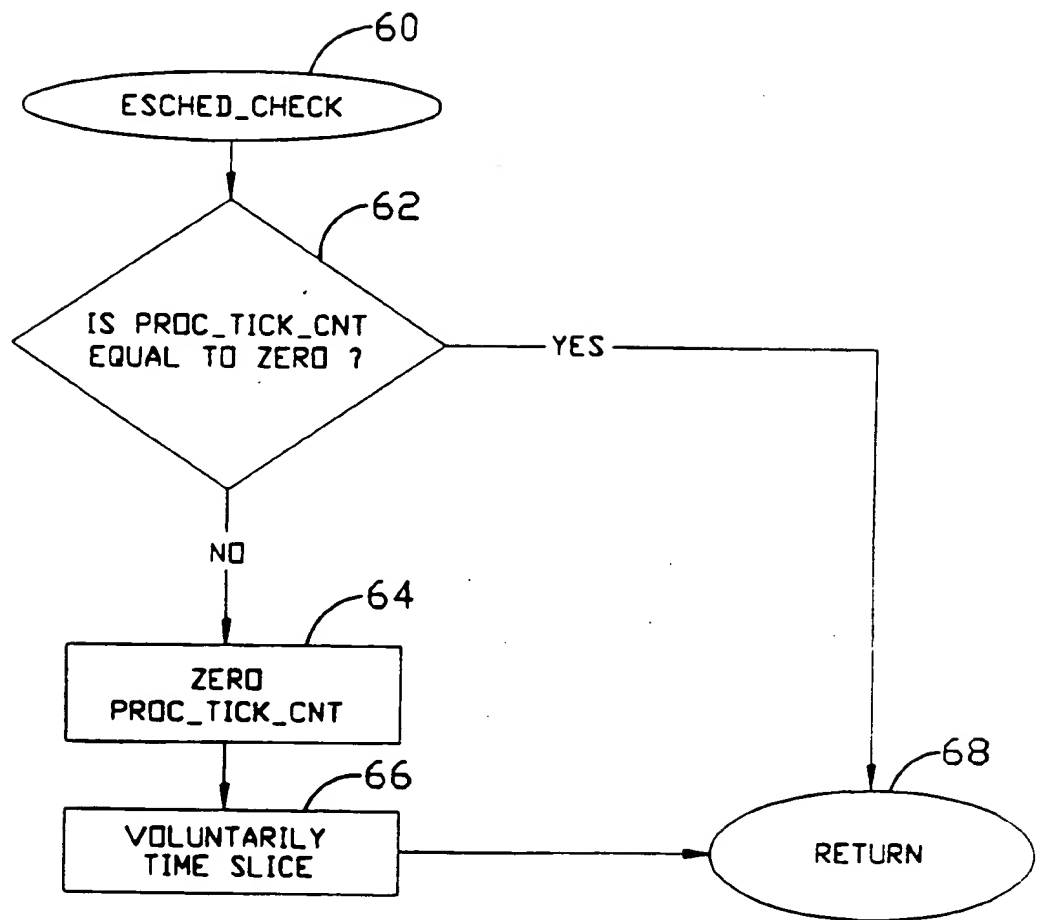 60
ESCHED_CHECK
62
IS PROC_TICK_CNT
EQUAL TO ZERO ?
YES
NO
64
ZERO
PROC_TICK_CNT
66
VOLUNTARILY
TIME SLICE
68
RETURN